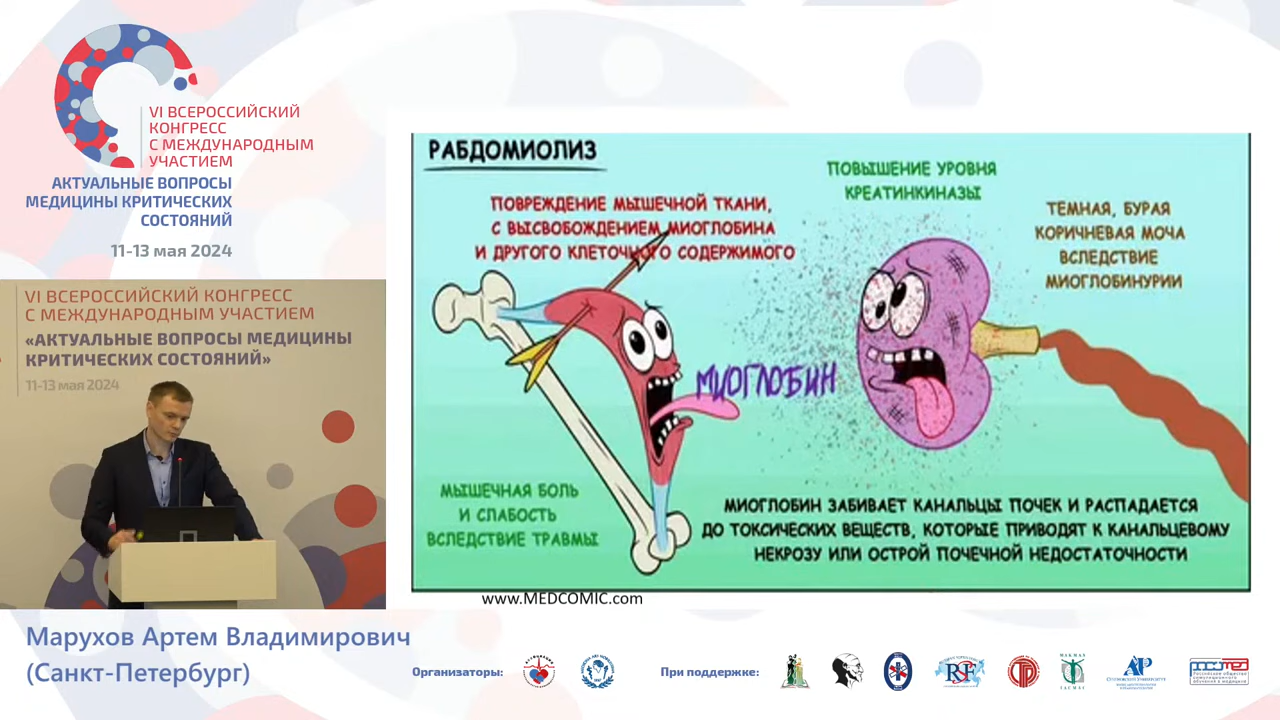 VI ВСЕРОССИЙСКИЙ
КОНГРЕСС
С МЕЖДУНАРОДНЫМ
УЧАСТИЕМ
АКТУАЛЬНЫЕ ВОПРОСЫ
МЕДИЦИНЫ КРИТИЧЕСКИХ
СОСТОЯНИЙ
11-13 мая 2024
VI ВСЕРОССИЙСКИЙ КОНГРЕСС
С МЕЖДУНАРОДНЫМ УЧАСТИЕМ
«АКТУАЛЬНЫЕ ВОПРОСЫ МЕДИЦИНЫ
КРИТИЧЕСКИХ СОСТОЯНИЙ»
11-13 мая 2024
РАБДОМИОЛИЗ
ПОВРЕЖДЕНИЕ МЫШЕЧНОЙ ТКАНИ,
С ВЫСВОБОЖДЕНИЕМ МИОГЛОБИНА
И ДРУГОГО КЛЕТОЧНОГО СОДЕРЖИМОГО
ПОВЫШЕНИЕ УРОВНЯ
КРЕАТИНКИНАЗЫ
ТЕМНАЯ, БУРАЯ
КОРИЧНЕВАЯ МОЧА
ВСЛЕДСТВИЕ
МИОГЛОБИНУРИИ
МИОГЛОБИН
МЫШЕЧНАЯ БОЛЬ
И СЛАБОСТЬ
ВСЛЕДСТВИЕ ТРАВМЫ
МИОГЛОБИН ЗАБИВАЕТ КАНАЛЬЦЫ ПОЧЕК И РАСПАДАЕТСЯ
ДО ТОКСИЧЕСКИХ ВЕЩЕСТВ, КОТОРЫЕ ПРИВОДЯТ К КАНАЛЬЦЕВОМУ
НЕКРОЗУ ИЛИ ОСТРОЙ ПОЧЕЧНОЙ НЕДОСТАТОЧНОСТИ
www.MEDCOMIC.com
Марухов Артем Владимирович
(Санкт-Петербург)
Организаторы:
При поддержке: